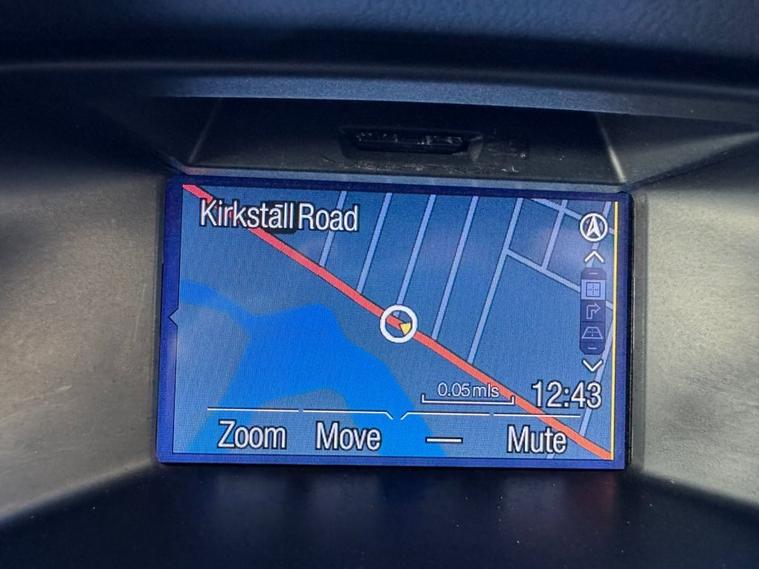 Kirkstall Road
0.05 mls
12:43
Zoom Move — Mute